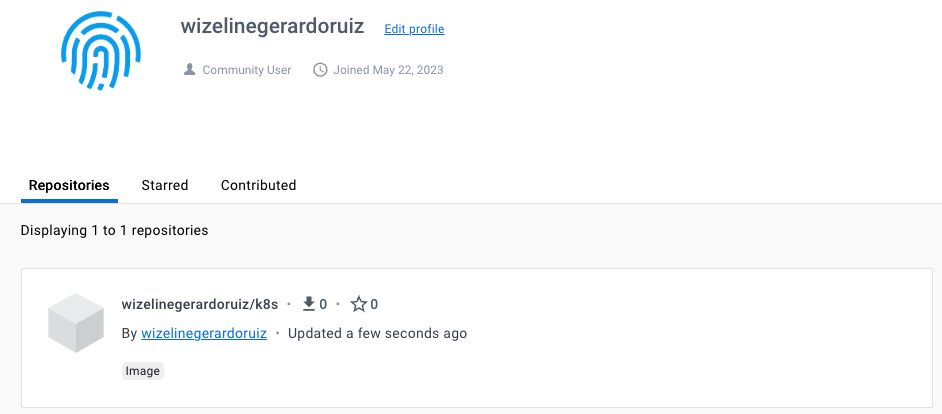 wizelinegerardoruiz Edit profile
Community User Joined May 22, 2023
Repositories Starred Contributed
Displaying 1 to 1 repositories
wizelinegerardoruiz/k8s • 0 • 0
By wizelinegerardoruiz • Updated a few seconds ago
Image